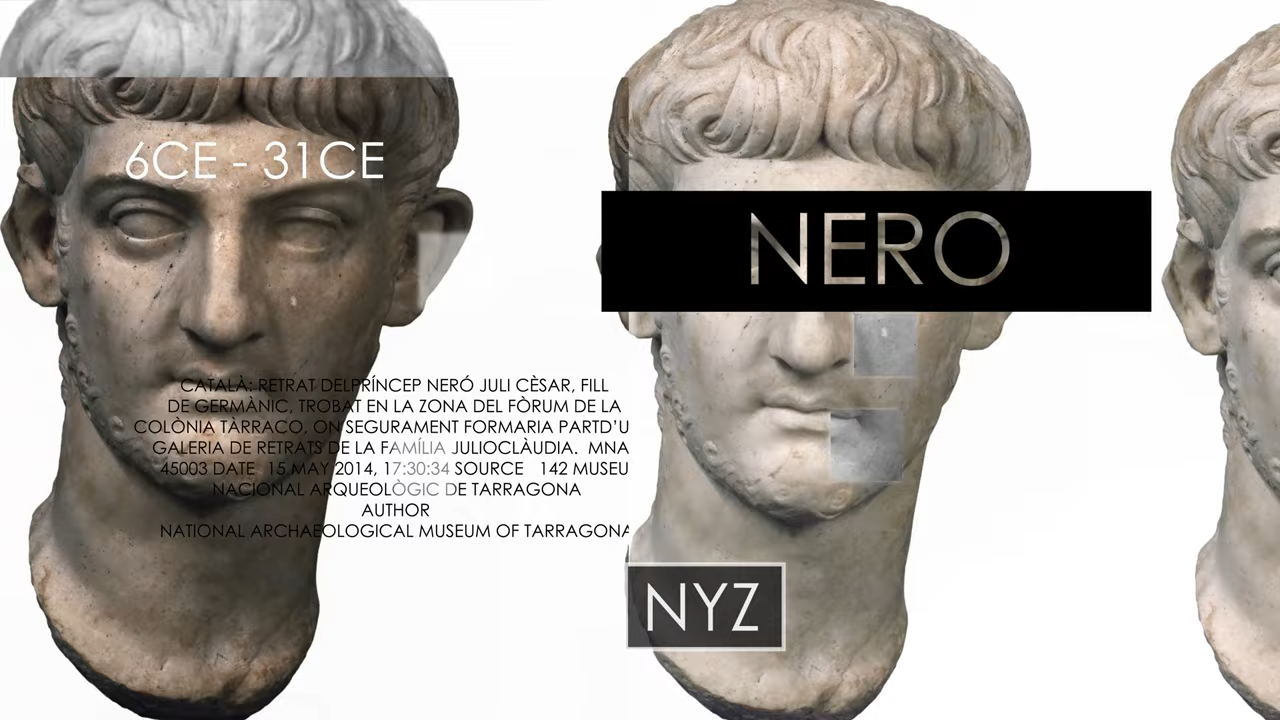 6CE - 31CE
NERO
CATALÀ: RETRAT DELPRÍNCEP NERÓ JULI CÈSAR, FILL
DE GERMÀNIC, TROBAT EN LA ZONA DEL FÒRUM DE LA
COLÒNIA TÀRRACO, ON SEGURAMENT FORMARIA PARTD'U
GALERIA DE RETRATS DE LA FAMÍLIA JULIOCLÀUDIA. MNA
45003 DATE 15 MAY 2014, 17:30:34 SOURCE 142 MUSEU
NACIONAL ARQUEOLÒGIC DE TARRAGONA
AUTHOR
NATIONAL ARCHAEOLOGICAL MUSEUM OF TARRAGONA
NYZ